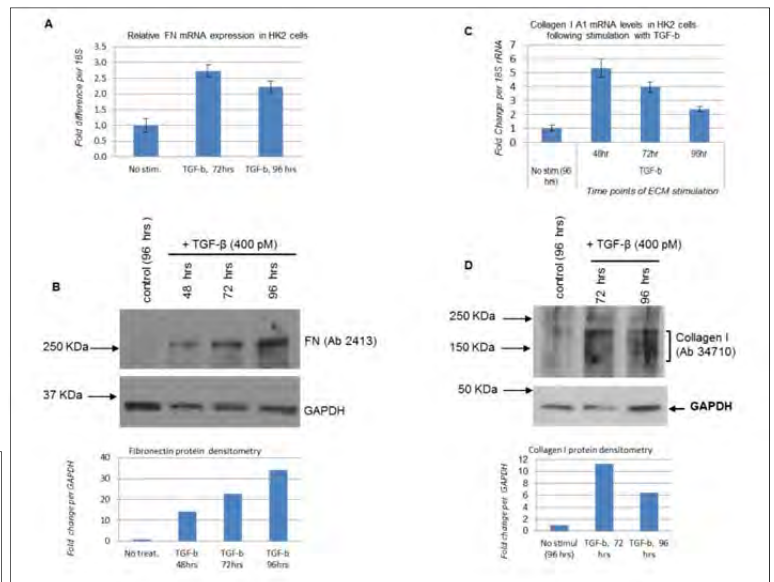 A
Relative FN mRNA expression in HK2 cells
Fold difference per 18S
3.5
3.0
2.5
2.0
1.5
1.0
0.5
0.0
No stim.
TGF-b, 72hrs
TGF-b, 96 hrs
C
Collagen I A1 mRNA levels in HK2 cells
following stimulation with TGF-b
Fold Change per 18S rRNA
7
6
5
4
3
2
1
0
No stim.(96
hrs)
48hr
72hr
96hr
TGF-b
Time points of ECM stimulation
B
control (96 hrs)
+ TGF-β (400 pM)
48 hrs
72 hrs
96 hrs
250 KDa
FN (Ab 2413)
37 KDa
GAPDH
Fibronectin protein densitometry
Fold change per GAPDH
40
30
20
10
0
No treat.
TGF-b
48hrs
TGF-b
72hrs
TGF-b
96hrs
D
control (96 hrs)
+ TGF-β (400 pM)
72 hrs
96 hrs
250 KDa
150 KDa
Collagen I
(Ab 34710)
50 KDa
GAPDH
Collagen I protein densitometry
Fold change per GAPDH
12
10
8
6
4
2
0
No stimul
(96 hrs)
TGF-b, 72
hrs
TGF-b, 96
hrs